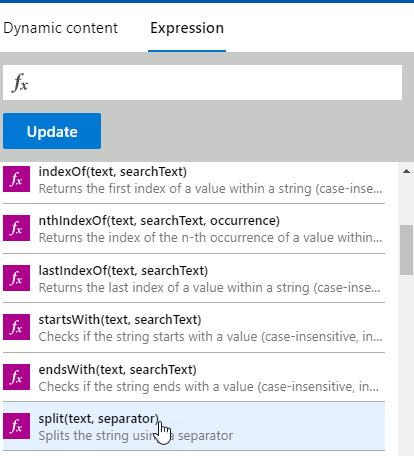 Dynamic content Expression
fx
Update
fx indexOf(text, searchText)
Returns the first index of a value within a string (case-inse...
fx nthIndexOf(text, searchText, occurrence)
Returns the index of the n-th occurrence of a value within...
fx lastIndexOf(text, searchText)
Returns the last index of a value within a string (case-inse...
fx startsWith(text, searchText)
Checks if the string starts with a value (case-insensitive, in...
fx endsWith(text, searchText)
Checks if the string ends with a value (case-insensitive, in...
fx split(text, separator)
Splits the string using a separator